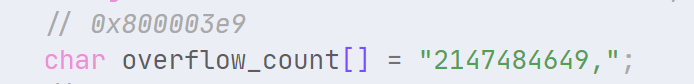 // 0x800003e9
char overflow_count[] = "2147484649,";